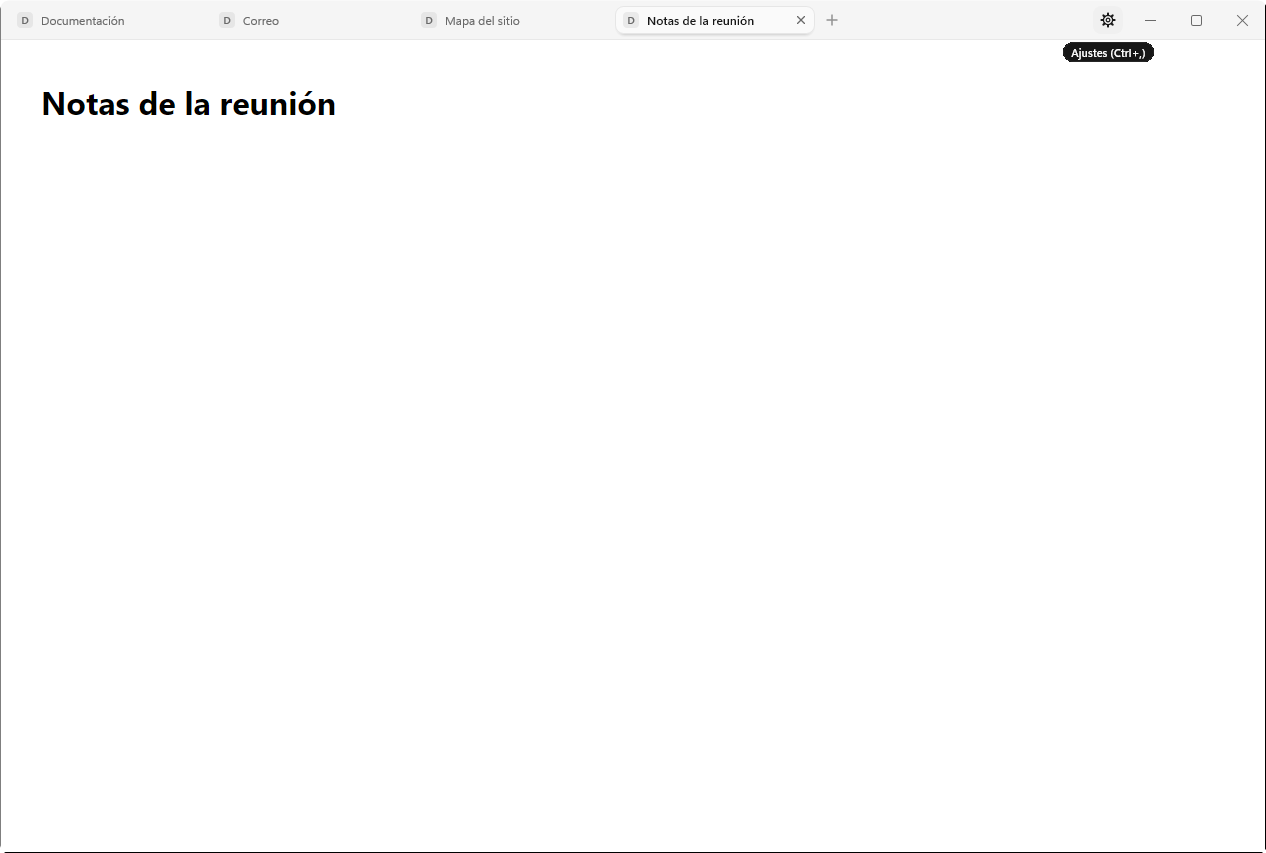 D Documentación
D Correo
D Mapa del sitio
D Notas de la reunión
Ajustes (Ctrl+,)
Notas de la reunión